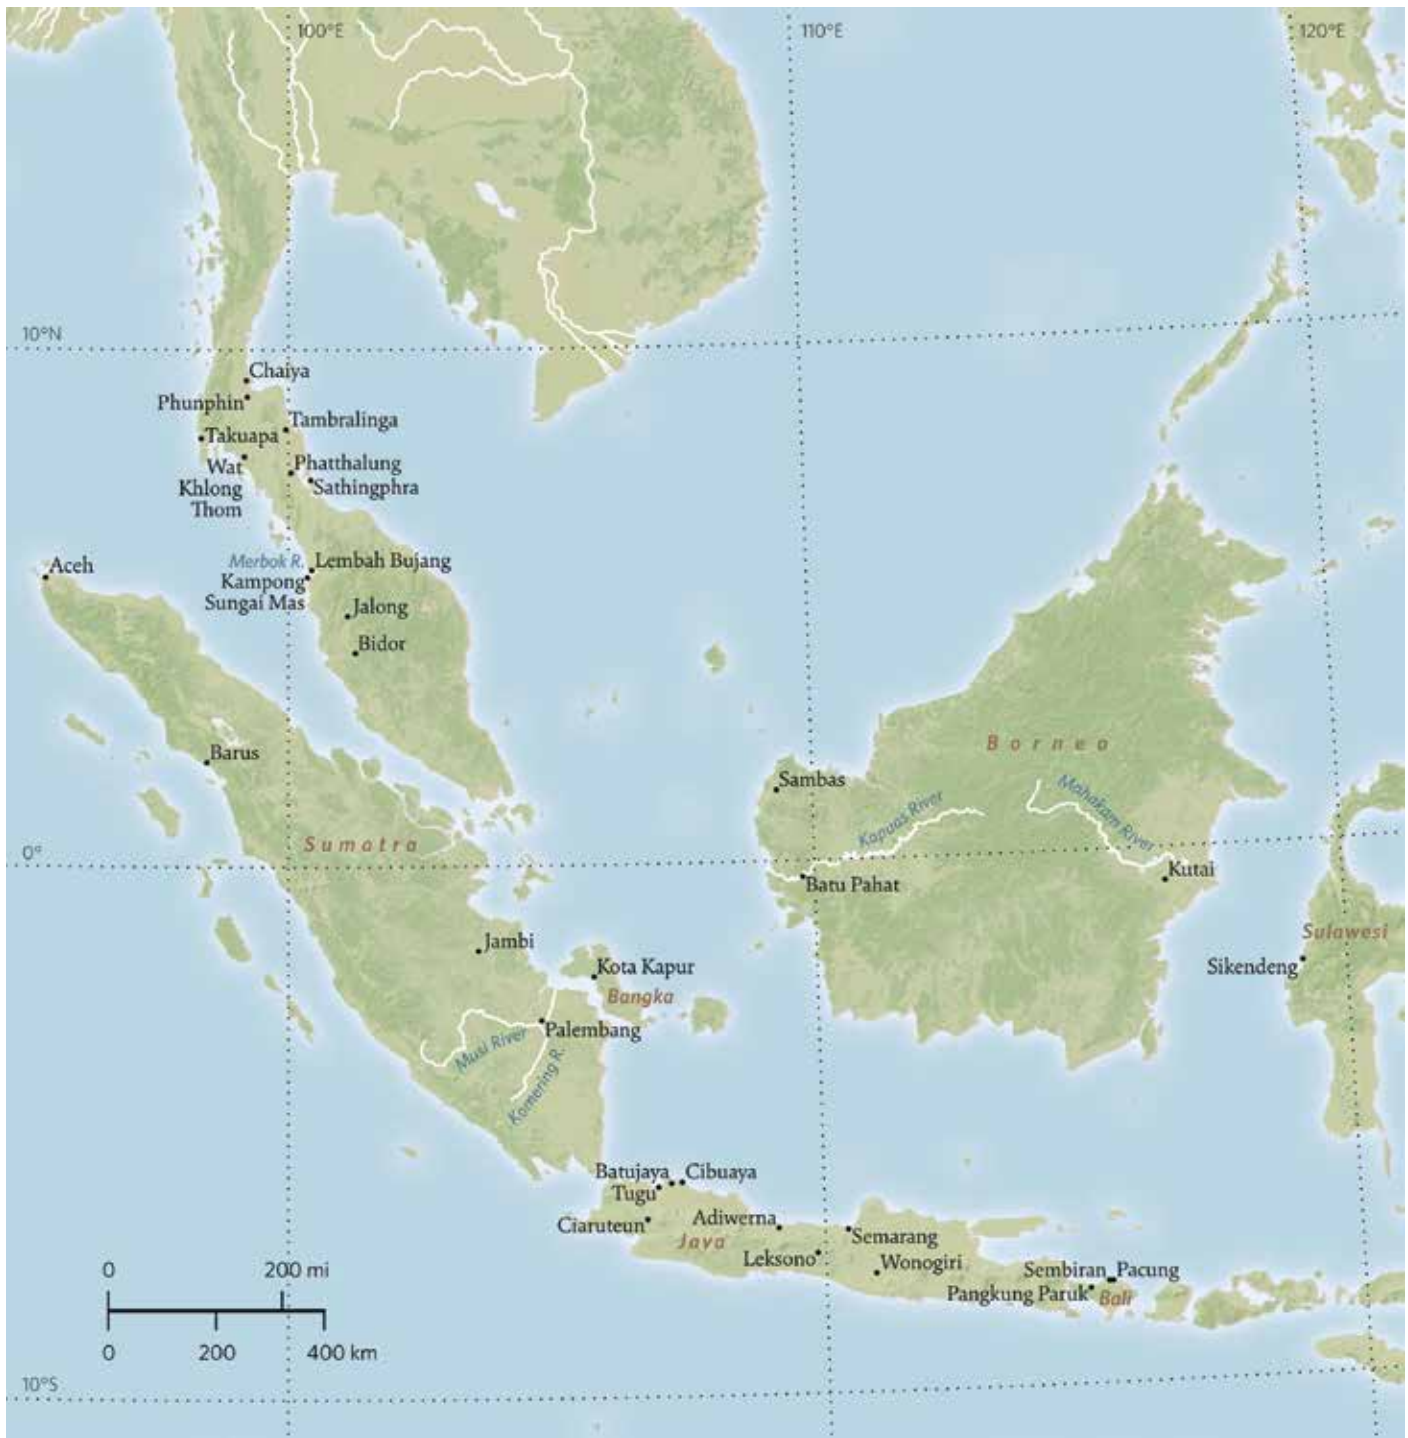 100°E
110°E
120°E
10°N
Chaiya
Phunphin
Tambralinga
Takuapa
Wat
Khlong
Thom
Phatthalung
Sathingphra
Aceh
Merbok R.
Lembah Bujang
Kampong
Sungai Mas
Jalong
Bidor
Barus
Borneo
Sambas
Kapuas River
Mahakam River
Sumatra
0°
Batu Pahat
Kutai
Jambi
Sulawesi
Kota Kapur
Sikendeng
Bangka
Palembang
Musi River
Komering R.
Batujaya
Cibuaya
Tugu
Ciaruteun
Adiwerna
Java
Semarang
Leksono
Wonogiri
Sembiran
Pacung
Pangkung Paruk
Bali
0
200 mi
0
200
400 km
10°S